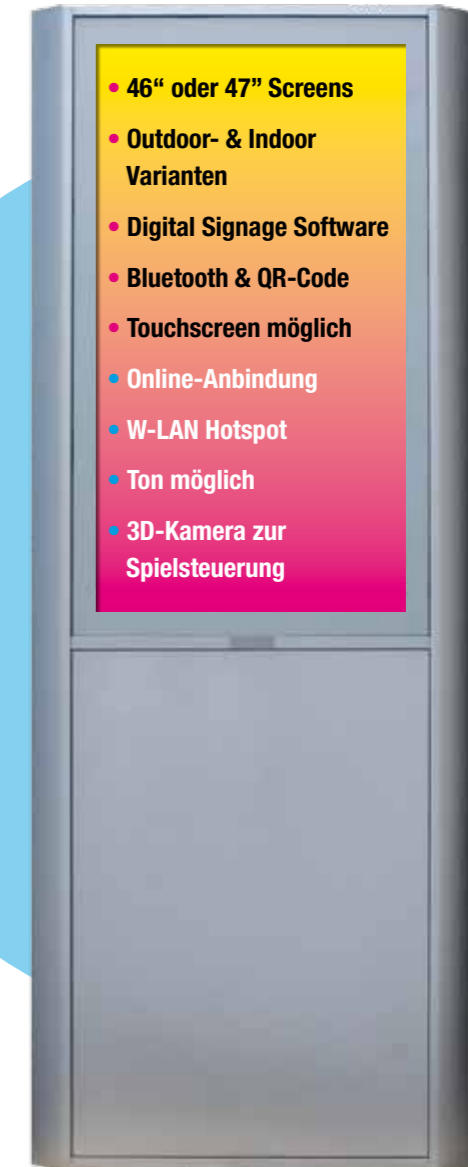 • 46“ oder 47” Screens
• Outdoor- & Indoor
Varianten
• Digital Signage Software
• Bluetooth & QR-Code
• Touchscreen möglich
• Online-Anbindung
• W-LAN Hotspot
• Ton möglich
• 3D-Kamera zur
Spielsteuerung